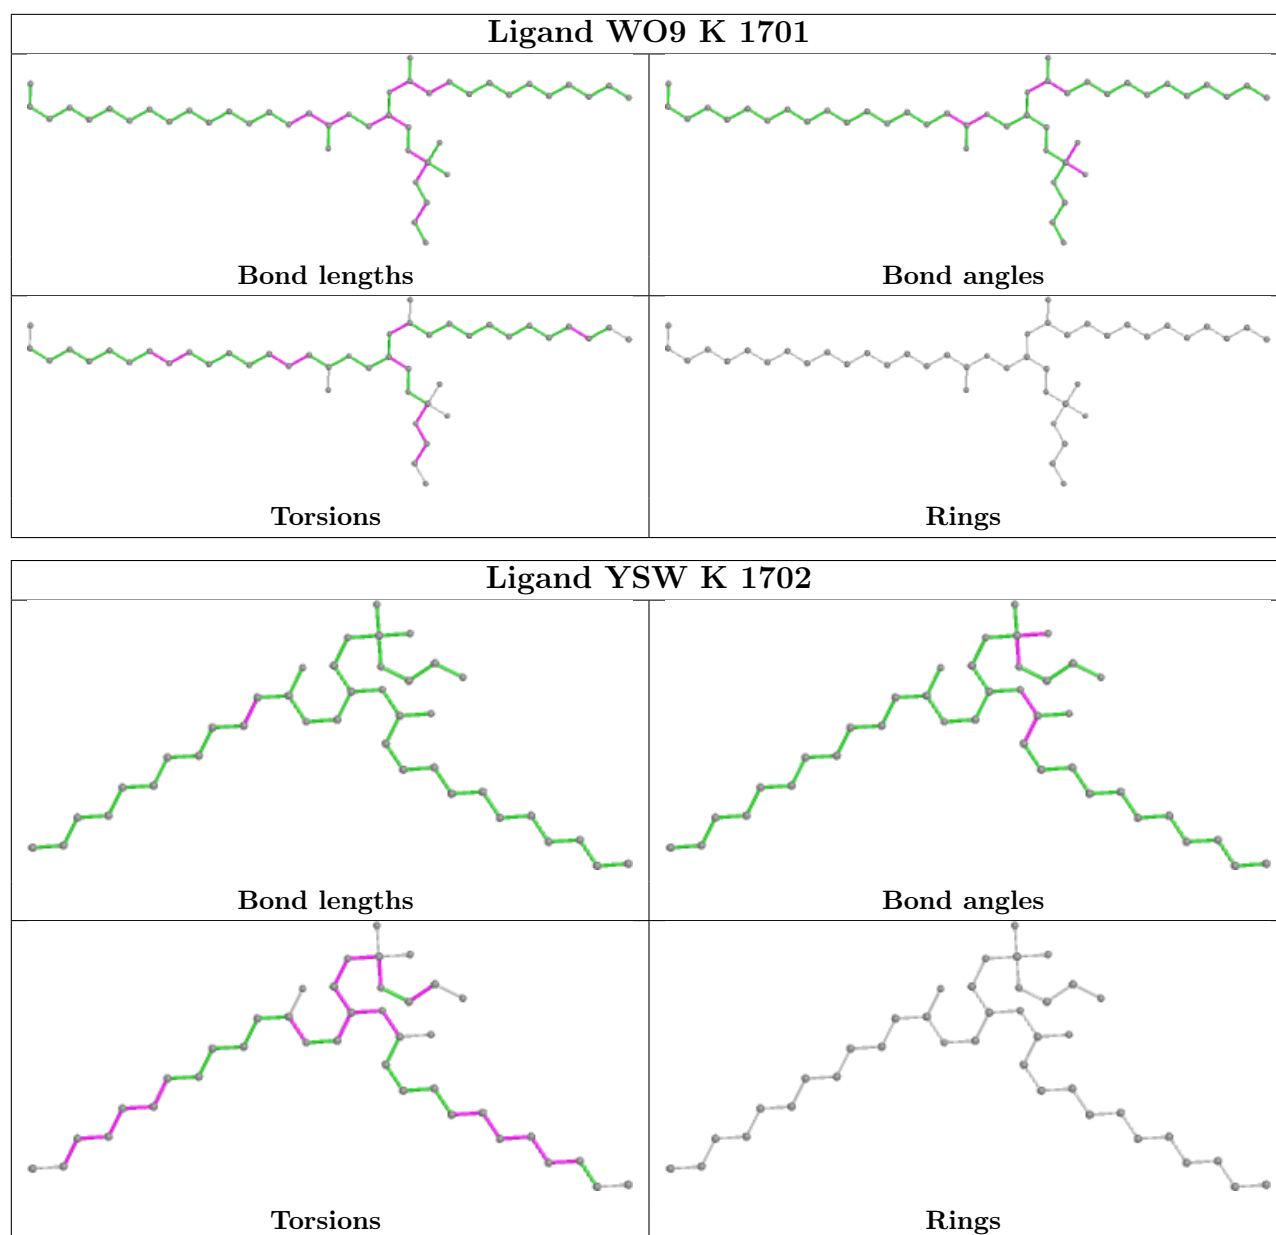 Ligand WO9 K 1701
Bond lengths
Bond angles
Torsions
Rings
Ligand YSW K 1702
Bond lengths
Bond angles
Torsions
Rings